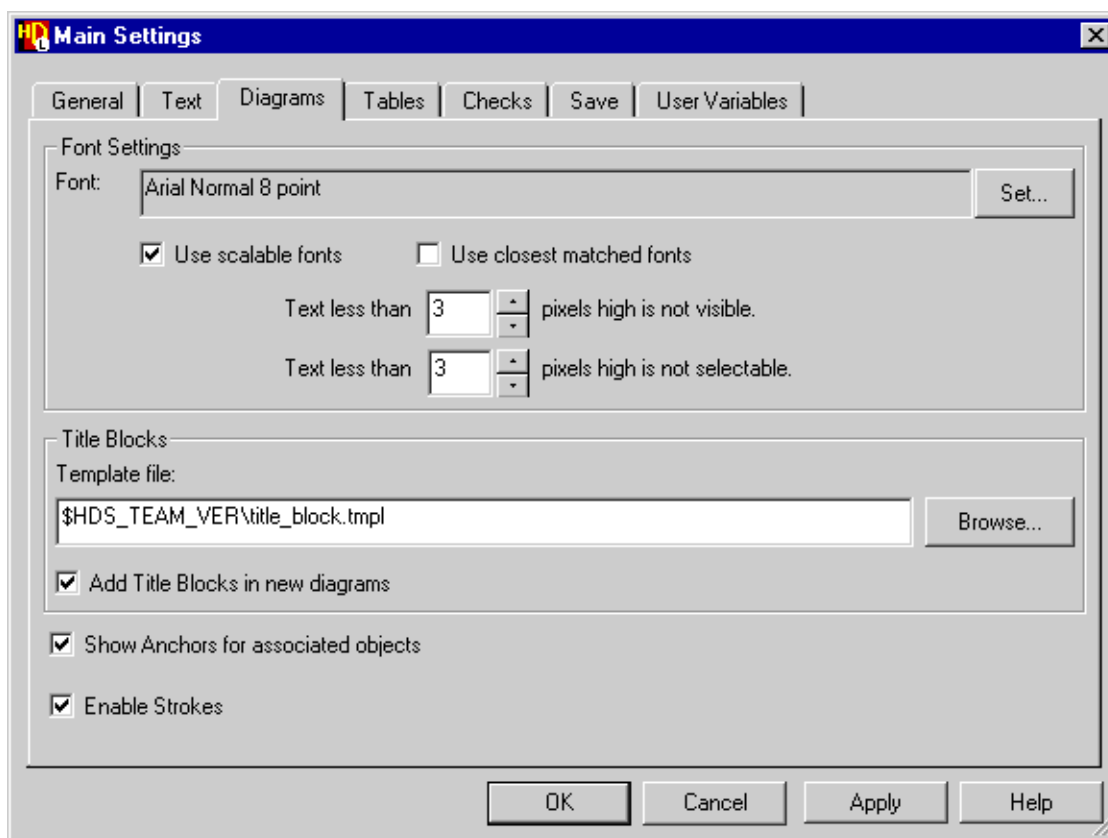 HD L Main Settings
General Text Diagrams Tables Checks Save User Variables
Font Settings
Font: Arial Normal 8 point Set...
Use scalable fonts Use closest matched fonts
Text less than 3 pixels high is not visible.
Text less than 3 pixels high is not selectable.
Title Blocks
Template file:
$HDS_TEAM_VER\title_block.tmpl Browse...
Add Title Blocks in new diagrams
Show Anchors for associated objects
Enable Strokes
OK Cancel Apply Help